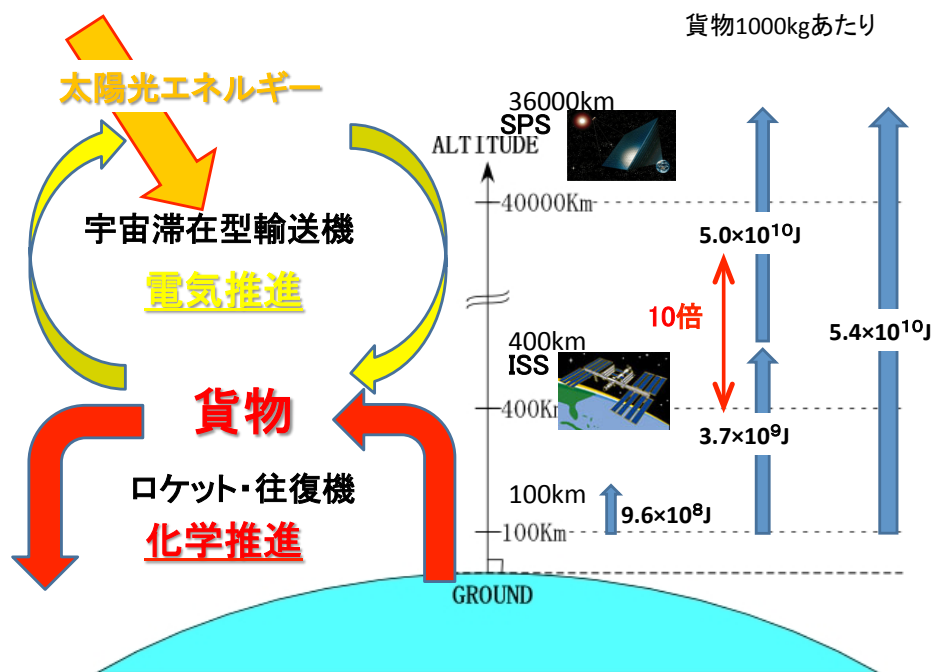 貨物1000kgあたり
太陽光エネルギー
36000km
SPS
ALTITUDE
40000Km
宇宙滞在型輸送機
5.0×10¹⁰J
電気推進
10倍
5.4×10¹⁰J
400km
ISS
貨物
400Km
3.7×10⁹J
ロケット・往復機
100km
9.6×10⁸J
化学推進
100Km
GROUND